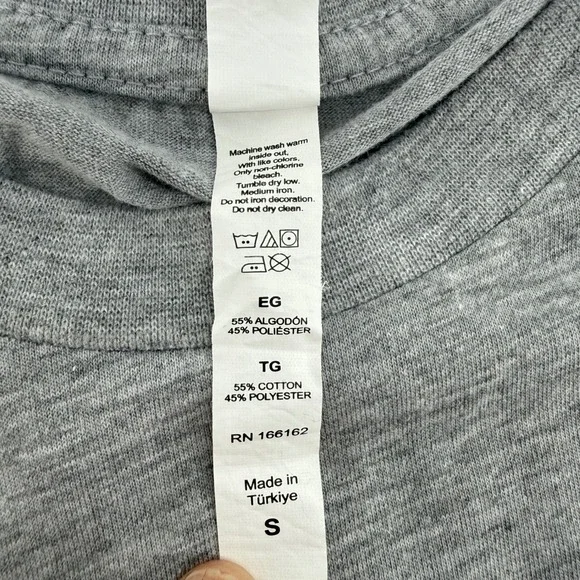 Machine wash warm
inside out,
With like colors,
Only non-chlorine
bleach.
Tumble dry low.
Medium iron.
Do not iron decoration.
Do not dry clean.
EG
55% ALGODÓN
45% POLIÉSTER
TG
55% COTTON
45% POLYESTER
RN 166162
Made in
Türkiye
S